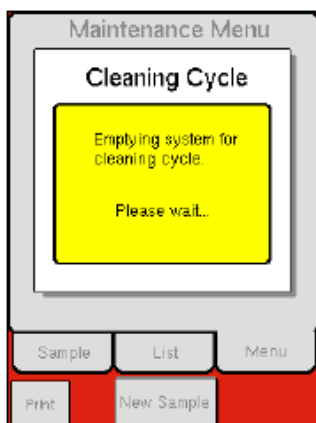 Maintenance Menu
Cleaning Cycle
Emptying system for
cleaning cycle.
Please wait...
Sample
List
Menu
Print
New Sample